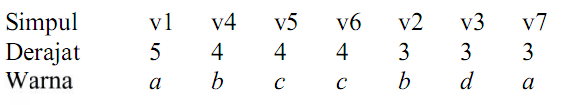 Simpul v1 v4 v5 v6 v2 v3 v7
Derajat 5 4 4 4 3 3 3
Warna a b c c b d a